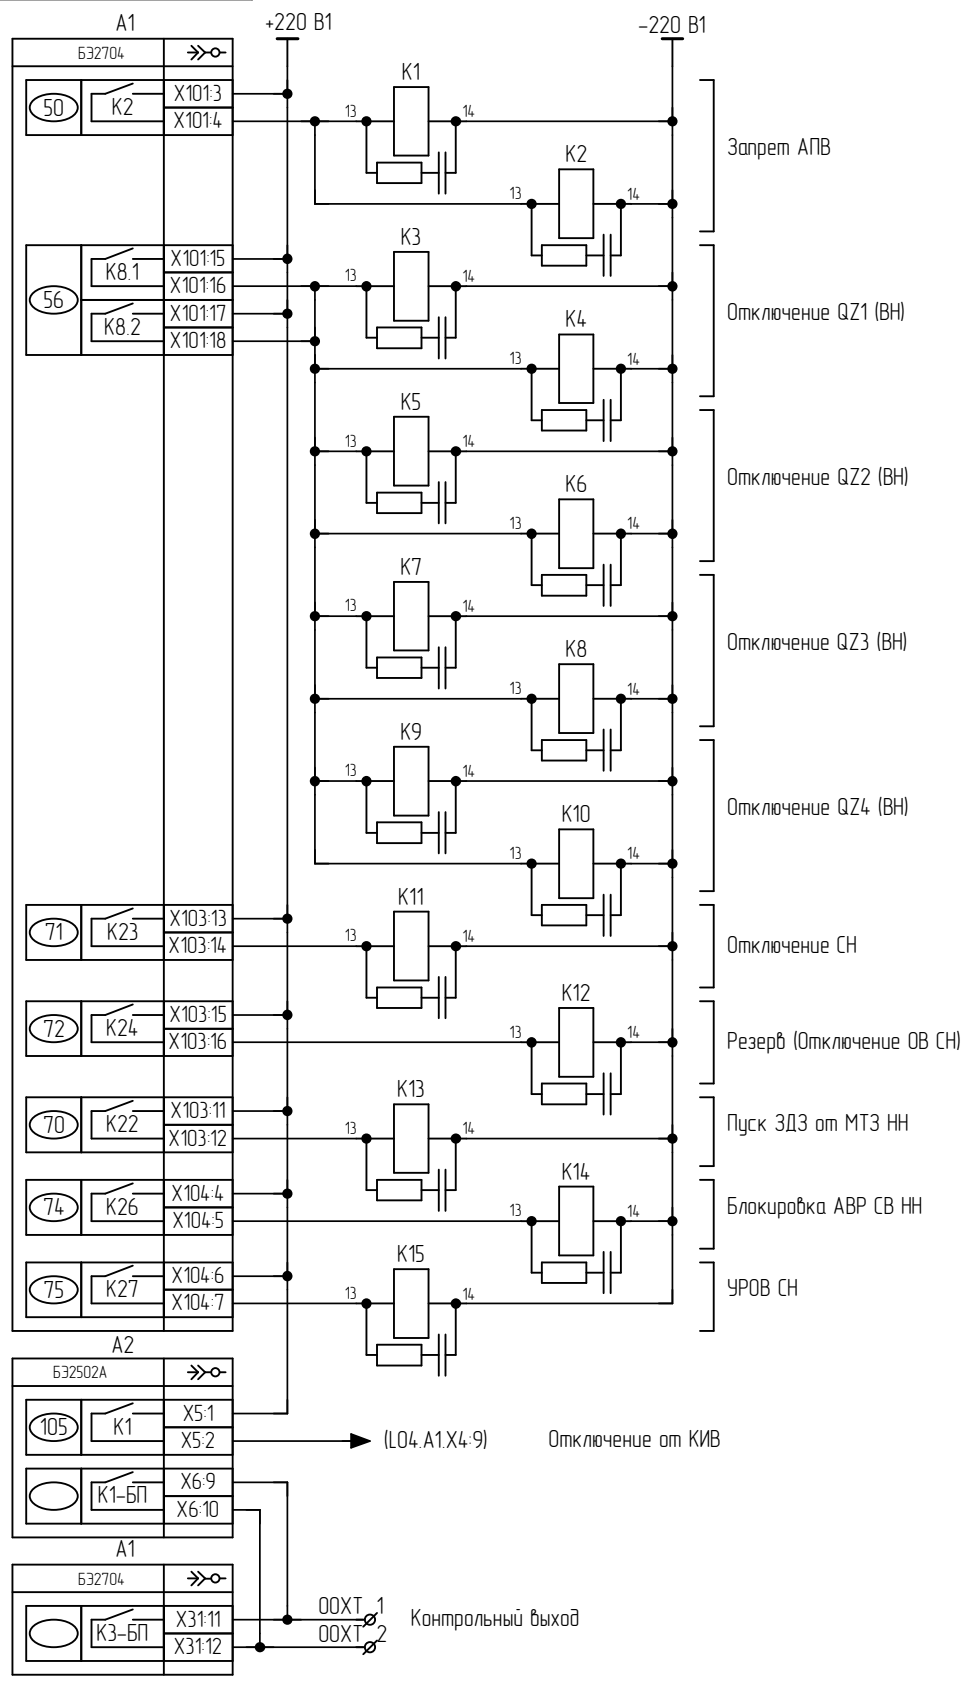 A1 +220 В1 -220 В1
БЭ2704
50 K2 X101:3
X101:4 13 K1 14
13 K2 14
Запрет АПВ
56 K8.1 X101:15
X101:16 13 K3 14
K8.2 X101:17
X101:18 13 K4 14
Отключение QZ1 (ВН)
13 K5 14
13 K6 14
Отключение QZ2 (ВН)
13 K7 14
13 K8 14
Отключение QZ3 (ВН)
13 K9 14
13 K10 14
Отключение QZ4 (ВН)
71 K23 X103:13
X103:14 13 K11 14
Отключение СН
72 K24 X103:15
X103:16 13 K12 14
Резерв (Отключение ОВ СН)
70 K22 X103:11
X103:12 13 K13 14
Пуск ЗДЗ от МТЗ НН
74 K26 X104:4
X104:5 13 K14 14
Блокировка АВР СВ НН
75 K27 X104:6
X104:7 13 K15 14
УРОВ СН
A2
БЭ2502А
105 K1 X5:1
X5:2 (L04.A1.X4:9) Отключение от КИВ
K1-БП X6:9
X6:10
A1
БЭ2704
K3-БП X31:11 00XT 1
X31:12 00XT 2
Контрольный выход